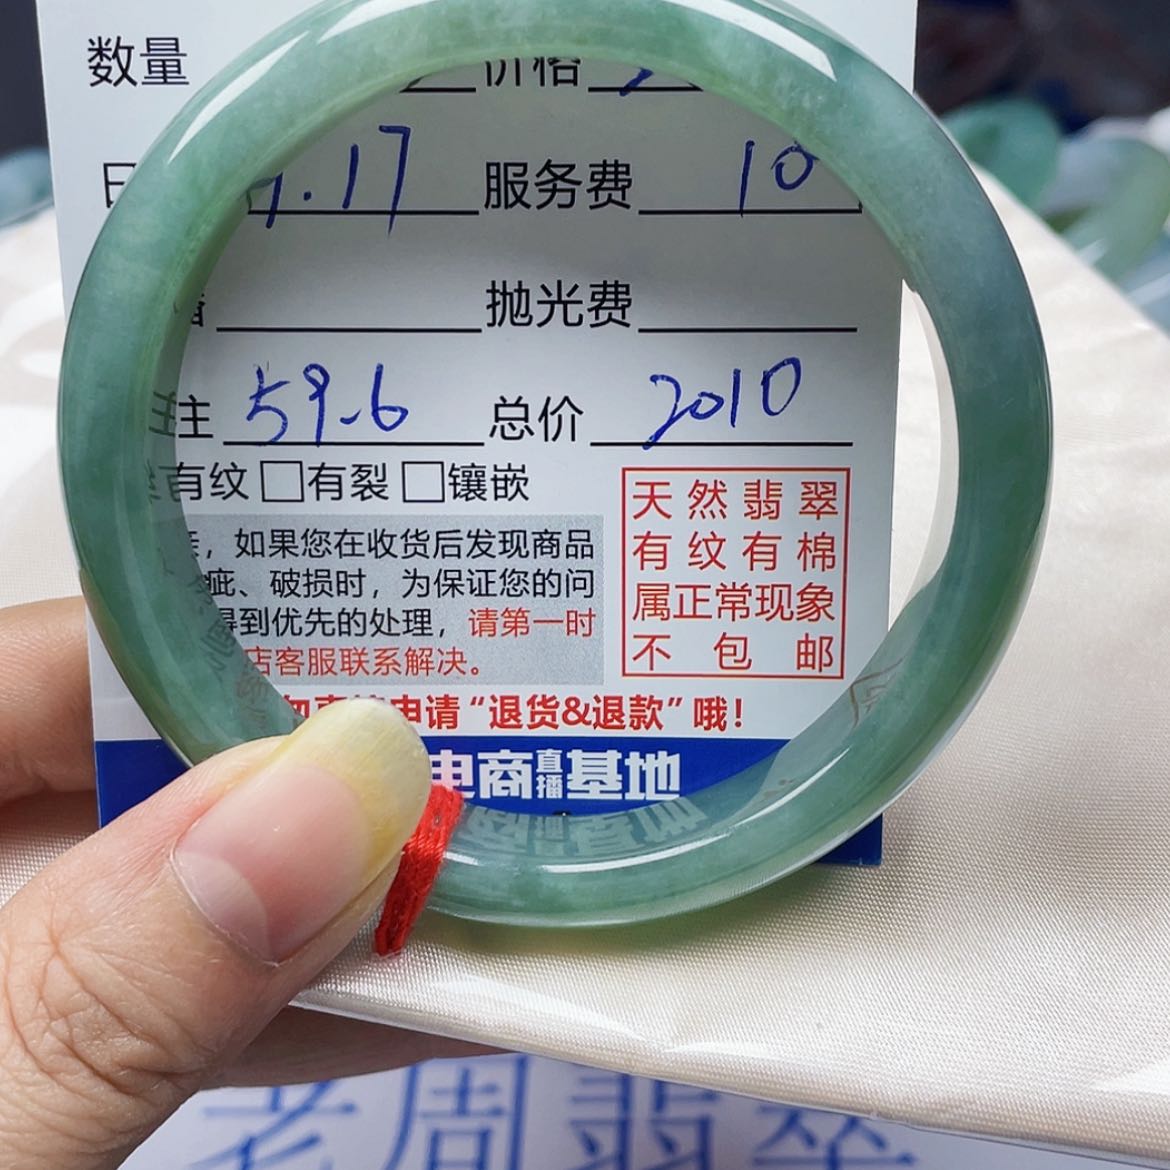 数量 价格
9.17 服务费 10
抛光费
主 59.6 总价 2010
有纹 □有裂 □镶嵌
，如果您在收货后发现商品
疵、破损时，为保证您的问
得到优先的处理，请第一时
店客服联系解决。
申请“退货&退款”哦！
天然翡翠
有纹有棉
属正常现象
不包邮
电商直播基地
老周翡翠